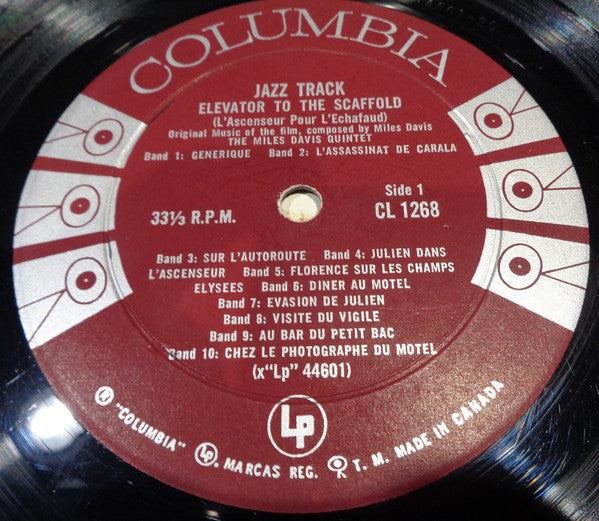 COLUMBIA
JAZZ TRACK
ELEVATOR TO THE SCAFFOLD
(L'Ascenseur Pour L'Echafaud)
Original Music of the film, composed by Miles Davis
THE MILES DAVIS QUINTET
Band 1: GENERIQUE Band 2: L'ASSASSINAT DE CARALA
33⅓ R.P.M.
Side 1
CL 1268
Band 3: SUR L'AUTOROUTE Band 4: JULIEN DANS
L'ASCENSEUR Band 5: FLORENCE SUR LES CHAMPS
ELYSEES Band 6: DINER AU MOTEL
Band 7: EVASION DE JULIEN
Band 8: VISITE DU VIGILE
Band 9: AU BAR DU PETIT BAC
Band 10: CHEZ LE PHOTOGRAPHE DU MOTEL
(x"Lp" 44601)
Lp
"COLUMBIA" Lp. MARCAS REG. T. M. MADE IN CANADA